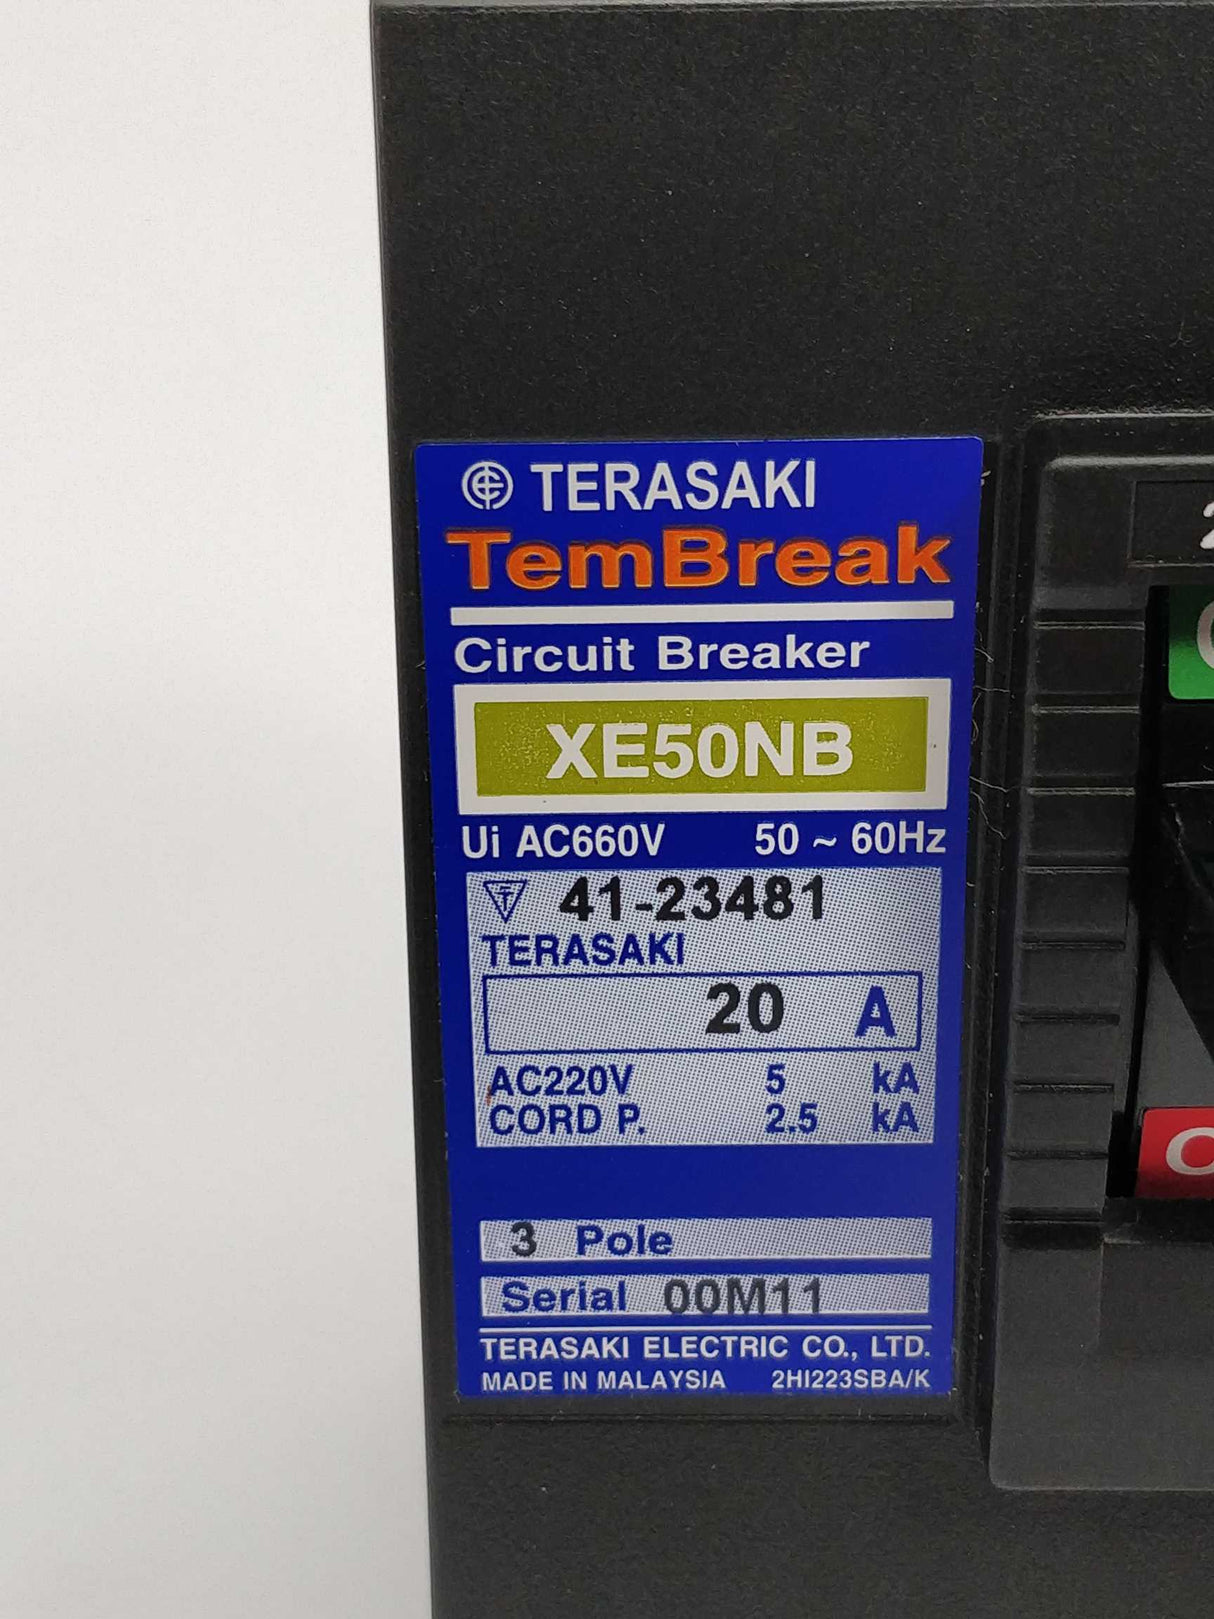 TERASAKI
TemBreak
Circuit Breaker
XE50NB
Ui AC660V 50 ~ 60Hz
41-23481
TERASAKI
20 A
AC220V 5 kA
CORD P. 2.5 kA
3 Pole
Serial 00M11
TERASAKI ELECTRIC CO., LTD.
MADE IN MALAYSIA 2HI223SBA/K